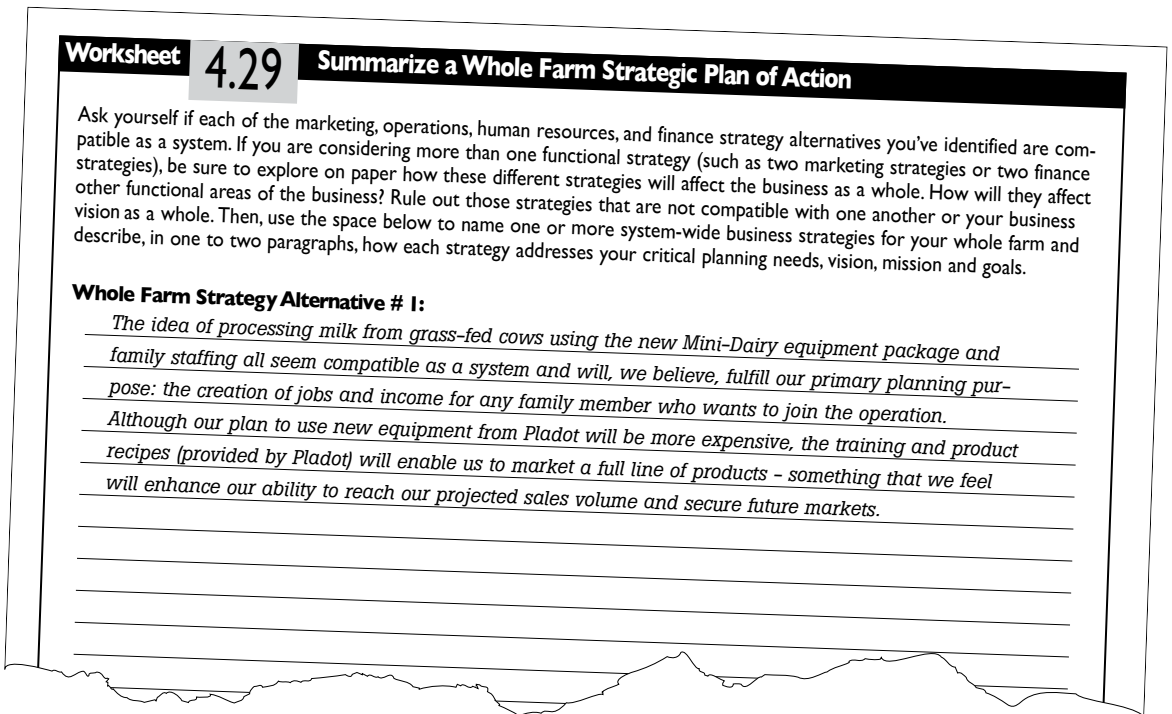 Worksheet 4.29 Summarize a Whole Farm Strategic Plan of Action
Ask yourself if each of the marketing, operations, human resources, and finance strategy alternatives you've identified are com-
patible as a system. If you are considering more than one functional strategy (such as two marketing strategies or two finance
strategies), be sure to explore on paper how these different strategies will affect the business as a whole. How will they affect
other functional areas of the business? Rule out those strategies that are not compatible with one another or your business
vision as a whole. Then, use the space below to name one or more system-wide business strategies for your whole farm and
describe, in one to two paragraphs, how each strategy addresses your critical planning needs, vision, mission and goals.
Whole Farm Strategy Alternative # 1:
The idea of processing milk from grass-fed cows using the new Mini-Dairy equipment package and
family staffing all seem compatible as a system and will, we believe, fulfill our primary planning pur-
pose: the creation of jobs and income for any family member who wants to join the operation.
Although our plan to use new equipment from Pladot will be more expensive, the training and product
recipes (provided by Pladot) will enable us to market a full line of products – something that we feel
will enhance our ability to reach our projected sales volume and secure future markets.